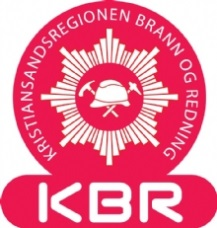 KRISTIANSANDSREGIONEN BRANN OG REDNING
KBR